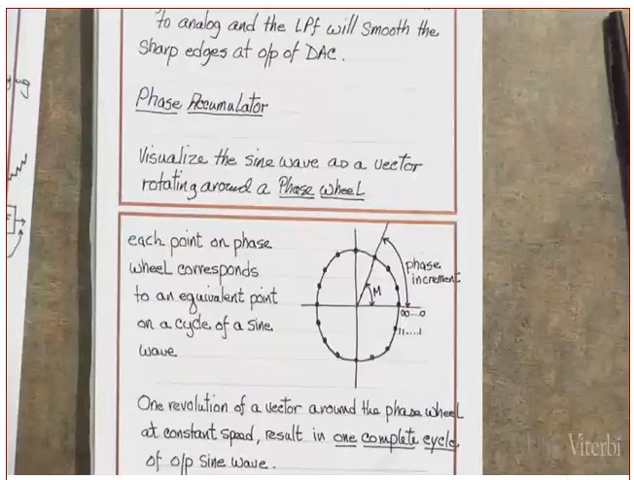 to analog and the LPf will smooth the
sharp edges at o/p of DAC.
Phase Accumulator
Visualize the sine wave as a vector
rotating around a Phase wheel
each point on phase
wheel corresponds
to an equivalent point
on a cycle of a sine
wave
phase
increment
M
00....0
11.....1
One revolution of a vector around the phase wheel
at constant speed, result in one complete cycle
of o/p sine wave.
Viterbi